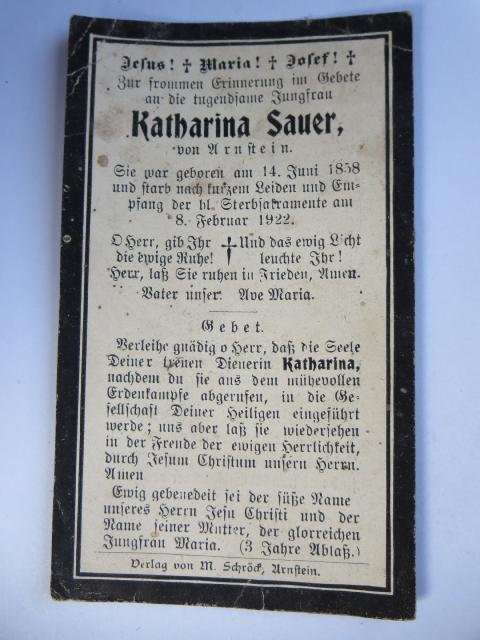 Jesus! † Maria! † Josef! †
Zur frommen Erinnerung im Gebete
an die tugendsame Jungfrau
Katharina Sauer,
von Arnstein.
Sie war geboren am 14. Juni 1858
und starb nach kurzem Leiden und Em-
pfang der hl. Sterbsakramente am
8. Februar 1922.
O Herr, gib Ihr † Und das ewig Licht
die ewige Ruhe! leuchte Ihr!
Herr, laß Sie ruhen in Frieden, Amen.
Vater unser. Ave Maria.
Gebet.
Verleihe gnädig o Herr, daß die Seele
Deiner treuen Dienerin Katharina,
nachdem du sie aus dem mühevollen
Erdenkampfe abgerufen, in die Ge-
sellschaft Deiner Heiligen eingeführt
werde; uns aber laß sie wiedersehen
in der Freude der ewigen Herrlichkeit,
durch Jesum Christum unsern Herrn.
Amen
Ewig gebenedeit sei der süße Name
unseres Herrn Jesu Christi und der
Name seiner Mutter, der glorreichen
Jungfrau Maria. (3 Jahre Ablaß.)
Verlag von M. Schröck, Arnstein.